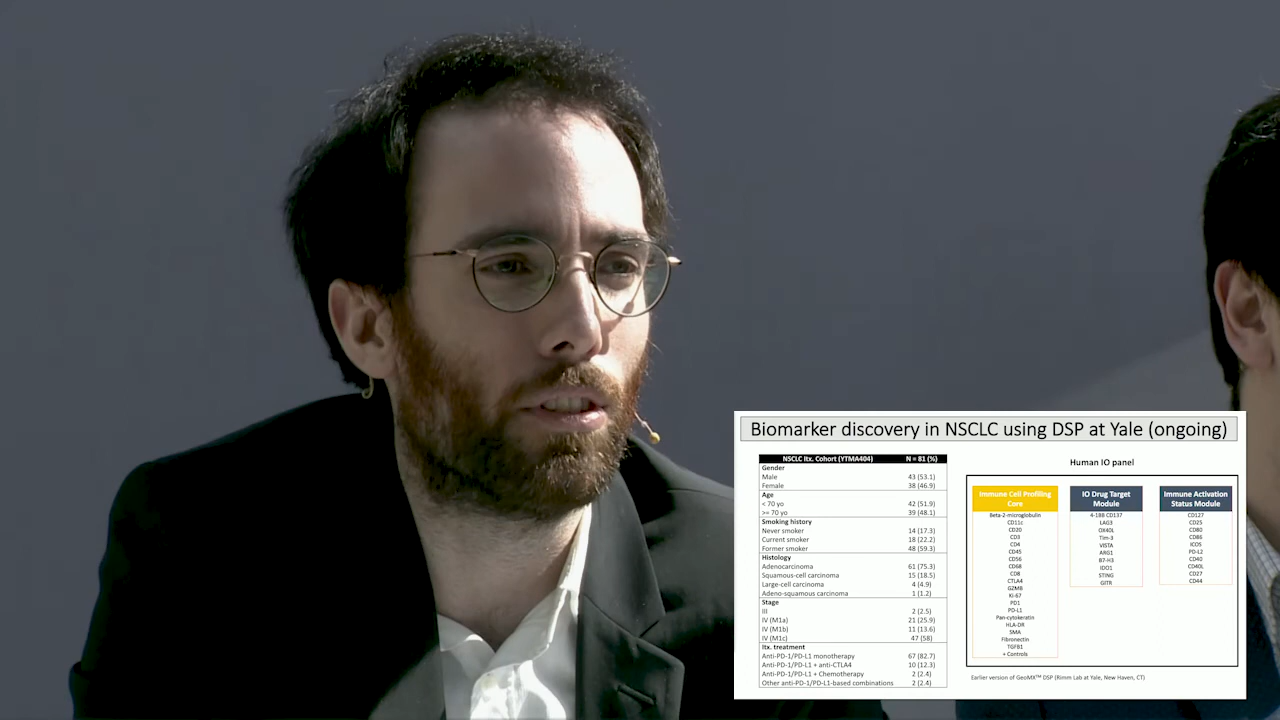 Biomarker discovery in NSCLC using DSP at Yale (ongoing)
NSCLC Itx. Cohort (YTMA404) N = 81 (%)
Gender
Male 43 (53.1)
Female 38 (46.9)
Age
< 70 yo 42 (51.9)
>= 70 yo 39 (48.1)
Smoking history
Never smoker 14 (17.3)
Current smoker 18 (22.2)
Former smoker 48 (59.3)
Histology
Adenocarcinoma 61 (75.3)
Squamous-cell carcinoma 15 (18.5)
Large-cell carcinoma 4 (4.9)
Adeno-squamous carcinoma 1 (1.2)
Stage
III 2 (2.5)
IV (M1a) 21 (25.9)
IV (M1b) 11 (13.6)
IV (M1c) 47 (58)
Itx. treatment
Anti-PD-1/PD-L1 monotherapy 67 (82.7)
Anti-PD-1/PD-L1 + anti-CTLA4 10 (12.3)
Anti-PD-1/PD-L1 + Chemotherapy 2 (2.4)
Other anti-PD-1/PD-L1-based combinations 2 (2.4)
Human IO panel
Immune Cell Profiling
Core
Beta-2-microglobulin
CD11c
CD20
CD3
CD4
CD45
CD56
CD68
CD8
CTLA4
GZMB
Ki-67
PD1
PD-L1
Pan-cytokeratin
HLA-DR
SMA
Fibronectin
TGFB1
+ Controls
IO Drug Target
Module
4-1BB CD137
LAG3
OX40L
Tim-3
VISTA
ARG1
B7-H3
IDO1
STING
GITR
Immune Activation
Status Module
CD127
CD25
CD80
CD86
ICOS
PD-L2
CD40
CD40L
CD27
CD44
Earlier version of GeoMX™ DSP (Rimm Lab at Yale, New Haven, CT)